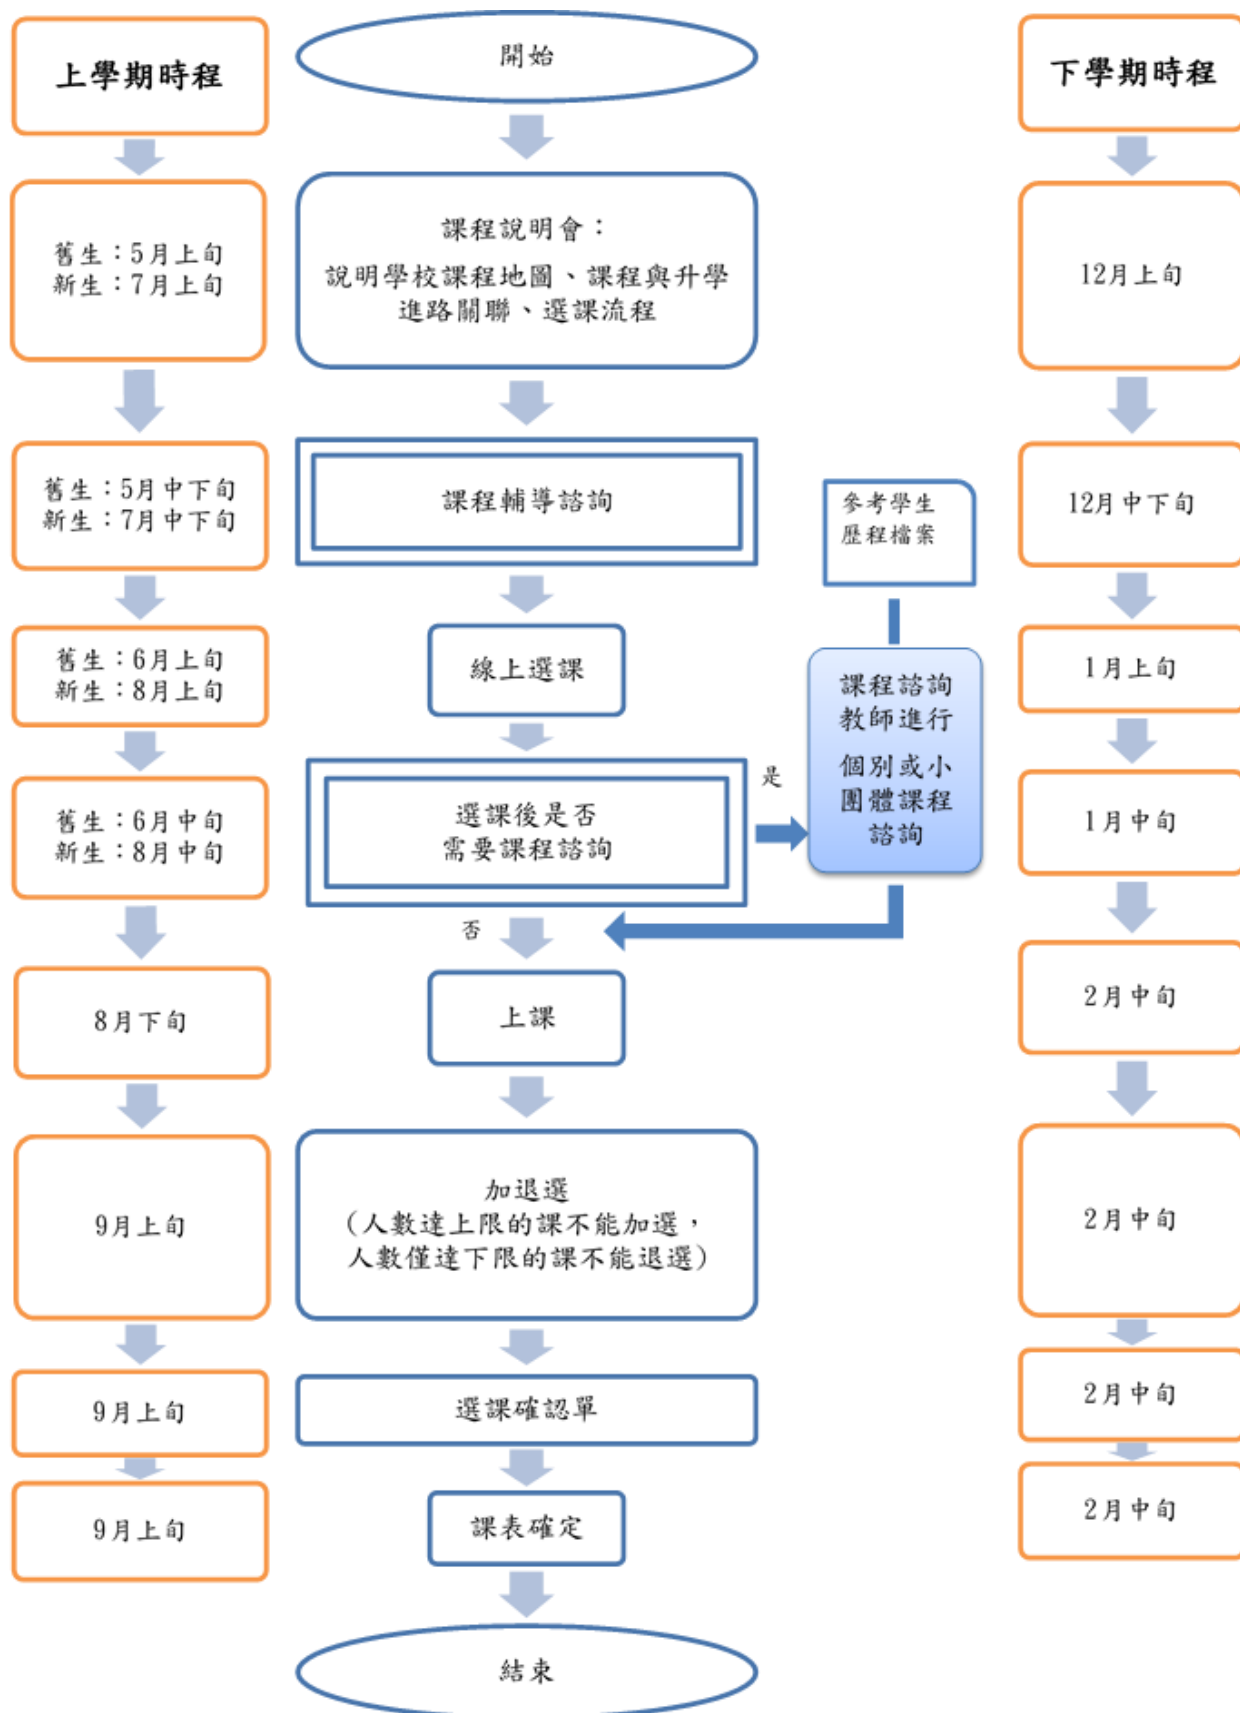 上學期時程
開始
下學期時程
舊生：5月上旬
新生：7月上旬
課程說明會：
說明學校課程地圖、課程與升學
進路關聯、選課流程
12月上旬
舊生：5月中下旬
新生：7月中下旬
課程輔導諮詢
參考學生
歷程檔案
12月中下旬
舊生：6月上旬
新生：8月上旬
線上選課
1月上旬
舊生：6月中旬
新生：8月中旬
選課後是否
需要課程諮詢
是
課程諮詢
教師進行
個別或小
團體課程
諮詢
1月中旬
否
8月下旬
上課
2月中旬
9月上旬
加退選
（人數達上限的課不能加選，
人數僅達下限的課不能退選）
2月中旬
9月上旬
選課確認單
2月中旬
9月上旬
課表確定
2月中旬
結束